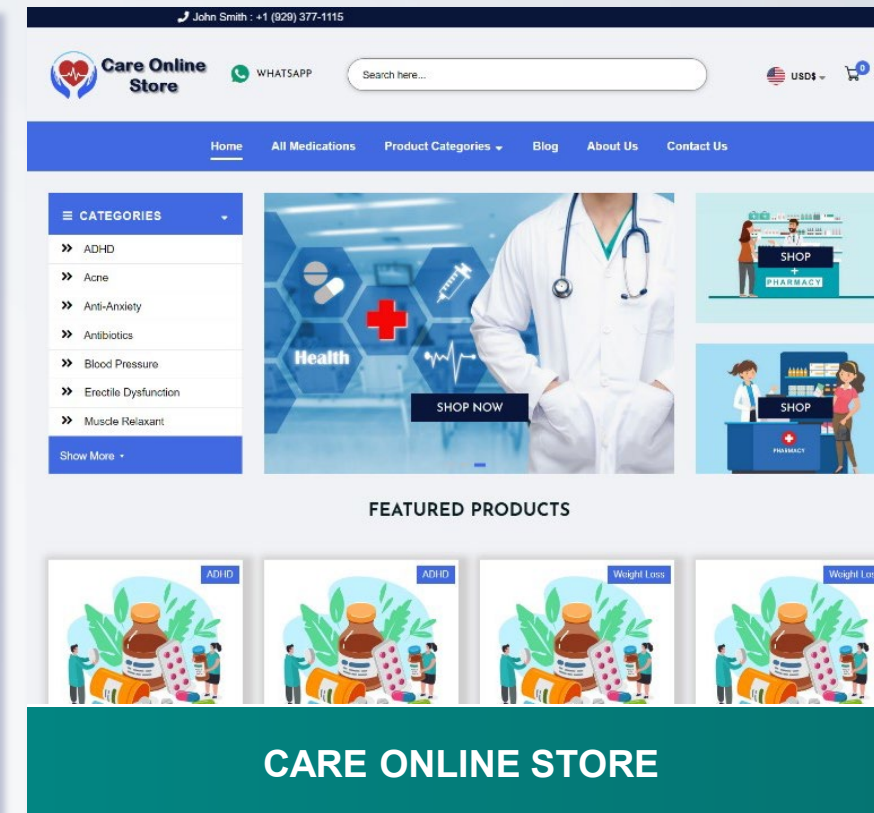 John Smith : +1 (929) 377-1115
Care Online
Store
WHATSAPP
Search here...
USD$
0
Home All Medications Product Categories Blog About Us Contact Us
CATEGORIES
ADHD
Acne
Anti-Anxiety
Antibiotics
Blood Pressure
Erectile Dysfunction
Muscle Relaxant
Show More
Health
SHOP NOW
SHOP
PHARMACY
SHOP
PHARMACY
FEATURED PRODUCTS
ADHD
ADHD
Weight Loss
Weight Los
CARE ONLINE STORE